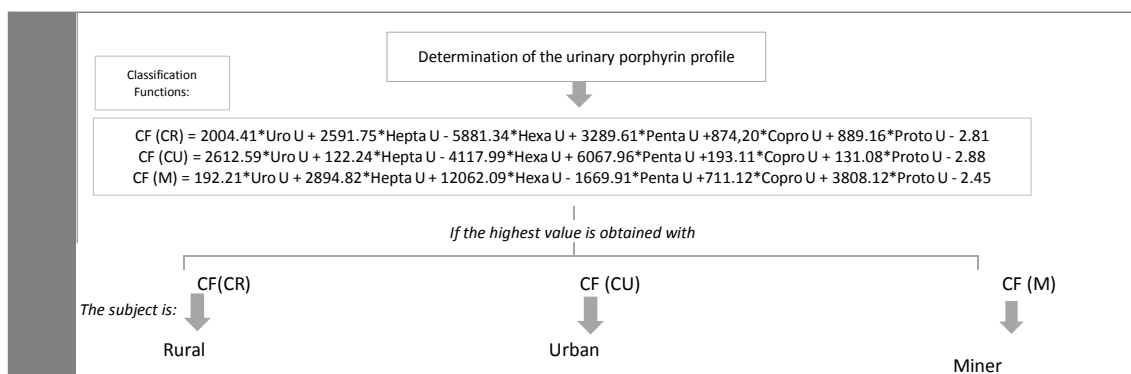 Determination of the urinary porphyrin profile
Classification
Functions:
CF (CR) = 2004.41*Uro U + 2591.75*Hepta U - 5881.34*Hexa U + 3289.61*Penta U +874,20*Copro U + 889.16*Proto U - 2.81
CF (CU) = 2612.59*Uro U + 122.24*Hepta U - 4117.99*Hexa U + 6067.96*Penta U +193.11*Copro U + 131.08*Proto U - 2.88
CF (M) = 192.21*Uro U + 2894.82*Hepta U + 12062.09*Hexa U - 1669.91*Penta U +711.12*Copro U + 3808.12*Proto U - 2.45
If the highest value is obtained with
CF(CR) CF (CU) CF (M)
The subject is:
Rural Urban Miner